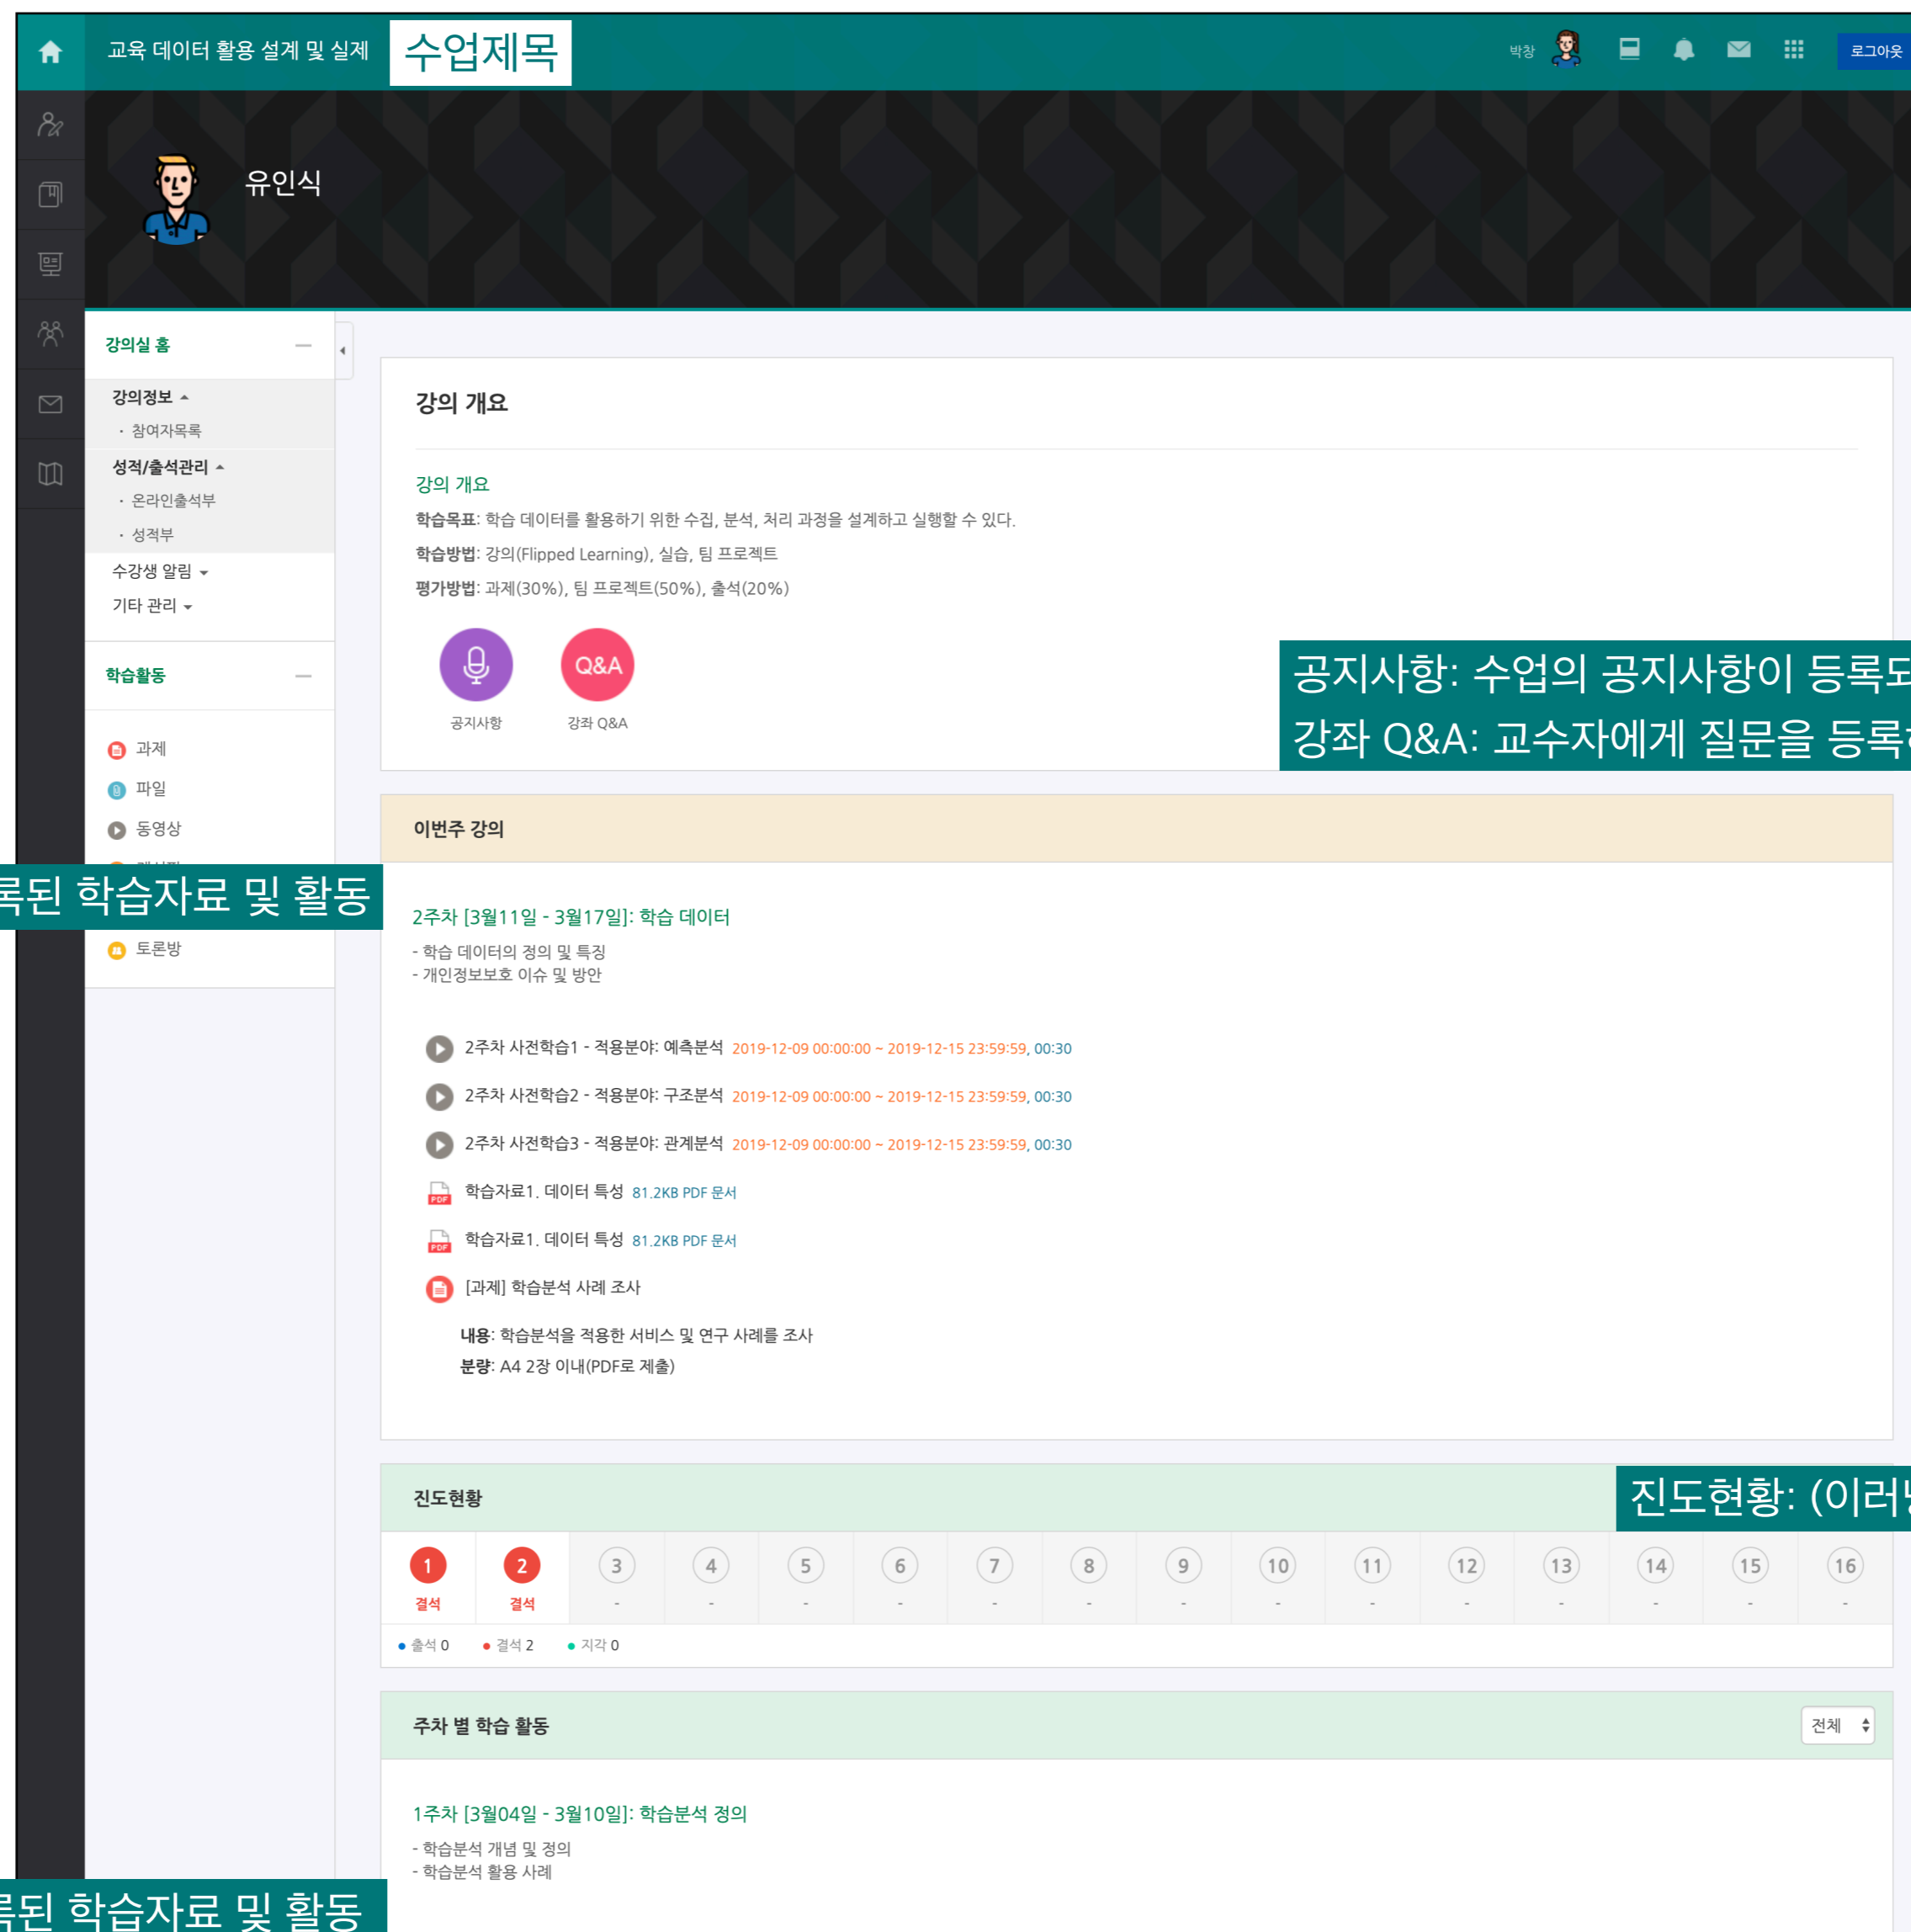 교육 데이터 활용 설계 및 실제
수업제목
박창
로그아웃
유인식
강의실 홈
강의정보
· 참여자목록
성적/출석관리
· 온라인출석부
· 성적부
수강생 알림
기타 관리
학습활동
과제
파일
동영상
록된 학습자료 및 활동
토론방
강의 개요
강의 개요
학습목표: 학습 데이터를 활용하기 위한 수집, 분석, 처리 과정을 설계하고 실행할 수 있다.
학습방법: 강의(Flipped Learning), 실습, 팀 프로젝트
평가방법: 과제(30%), 팀 프로젝트(50%), 출석(20%)
Q&A
공지사항
강좌 Q&A
공지사항: 수업의 공지사항이
강좌 Q&A: 교수자에게 질문을
이번주 강의
2주차 [3월11일 - 3월17일]: 학습 데이터
- 학습 데이터의 정의 및 특징
- 개인정보보호 이슈 및 방안
2주차 사전학습1 - 적용분야: 예측분석 2019-12-09 00:00:00 ~ 2019-12-15 23:59:59, 00:30
2주차 사전학습2 - 적용분야: 구조분석 2019-12-09 00:00:00 ~ 2019-12-15 23:59:59, 00:30
2주차 사전학습3 - 적용분야: 관계분석 2019-12-09 00:00:00 ~ 2019-12-15 23:59:59, 00:30
PDF 학습자료1. 데이터 특성 81.2KB PDF 문서
PDF 학습자료1. 데이터 특성 81.2KB PDF 문서
[과제] 학습분석 사례 조사
내용: 학습분석을 적용한 서비스 및 연구 사례를 조사
분량: A4 2장 이내(PDF로 제출)
진도현황
진도현황:
1 2 3 4 5 6 7 8 9 10 11 12 13 14 15 16
결석 결석 - - - - - - - - - - - - - -
출석 0 결석 2 지각 0
주차 별 학습 활동
전체
1주차 [3월04일 - 3월10일]: 학습분석 정의
- 학습분석 개념 및 정의
- 학습분석 활용 사례
록된 학습자료 및 활동